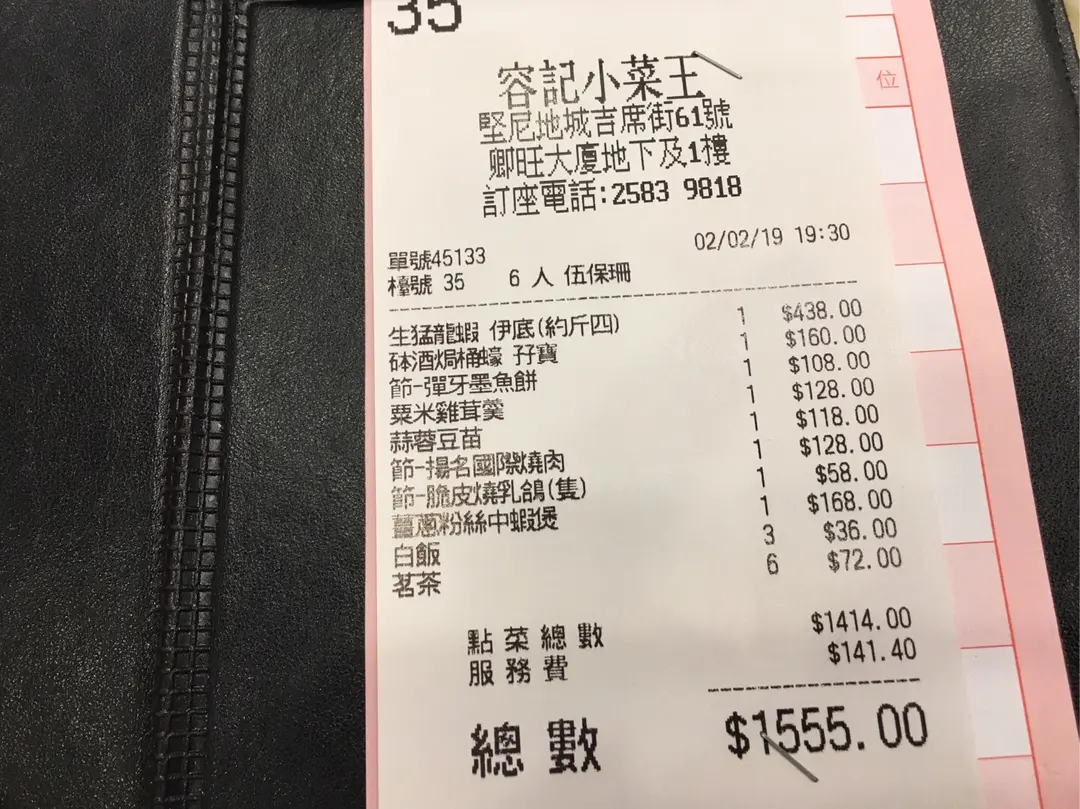 35
位
容記小菜王
堅尼地城吉席街61號
卿旺大廈地下及1樓
訂座電話:2583 9818
單號45133 02/02/19 19:30
檯號 35 6 人 伍保珊
生猛龍蝦 伊底(約斤四) 1 $438.00
砵酒焗桶蠔 孖寶 1 $160.00
節-彈牙墨魚餅 1 $108.00
粟米雞茸羹 1 $128.00
蒜蓉豆苗 1 $118.00
節-揚名國際燒肉 1 $128.00
節-脆皮燒乳鴿(隻) 1 $58.00
薑蔥粉絲中蝦煲 1 $168.00
白飯 3 $36.00
茗茶 6 $72.00
點菜總數 $1414.00
服務費 $141.40
總數 $1555.00